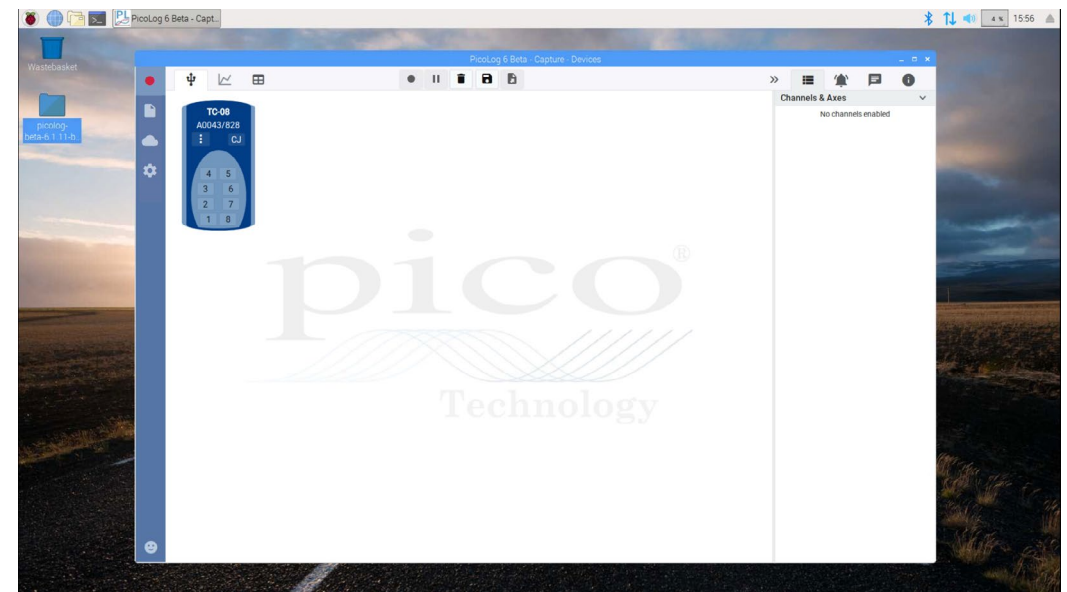 PicoLog 6 Beta - Capt...
4 %
15:56
Wastebasket
picolog-
beta-6.1.11-b...
PicoLog 6 Beta - Capture - Devices
Channels & Axes
No channels enabled
TC-08
A0043/828
CJ
4 5
3 6
2 7
1 8
pico®
Technology